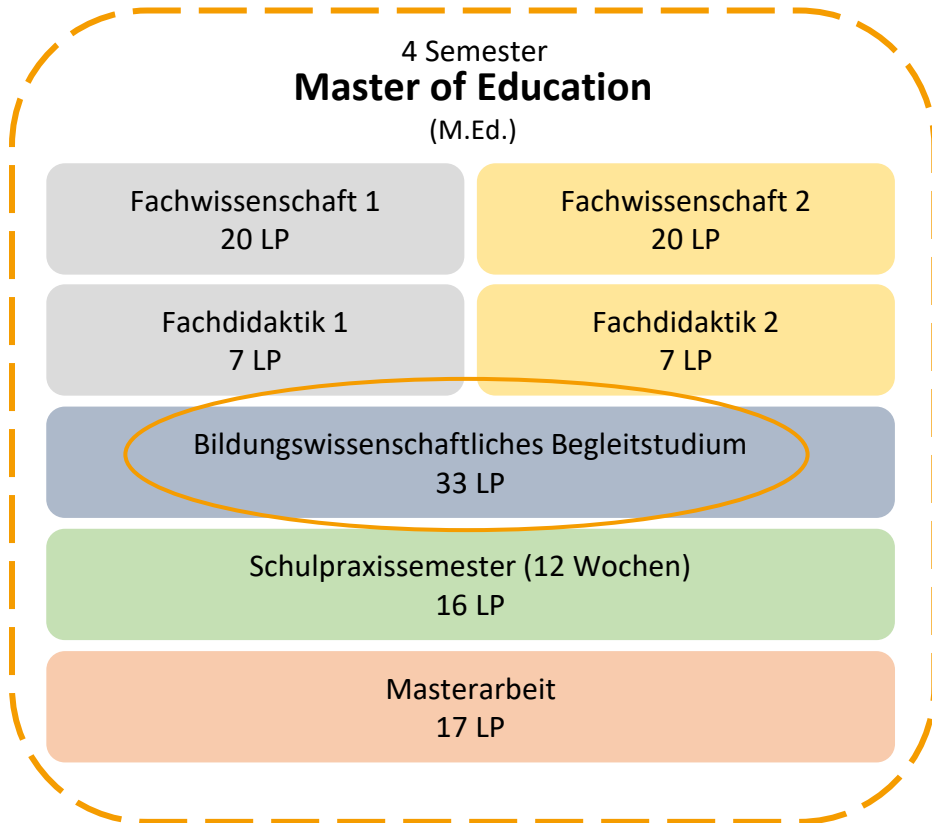 4 Semester
Master of Education
(M.Ed.)
Fachwissenschaft 1
20 LP
Fachwissenschaft 2
20 LP
Fachdidaktik 1
7 LP
Fachdidaktik 2
7 LP
Bildungswissenschaftliches Begleitstudium
33 LP
Schulpraxissemester (12 Wochen)
16 LP
Masterarbeit
17 LP